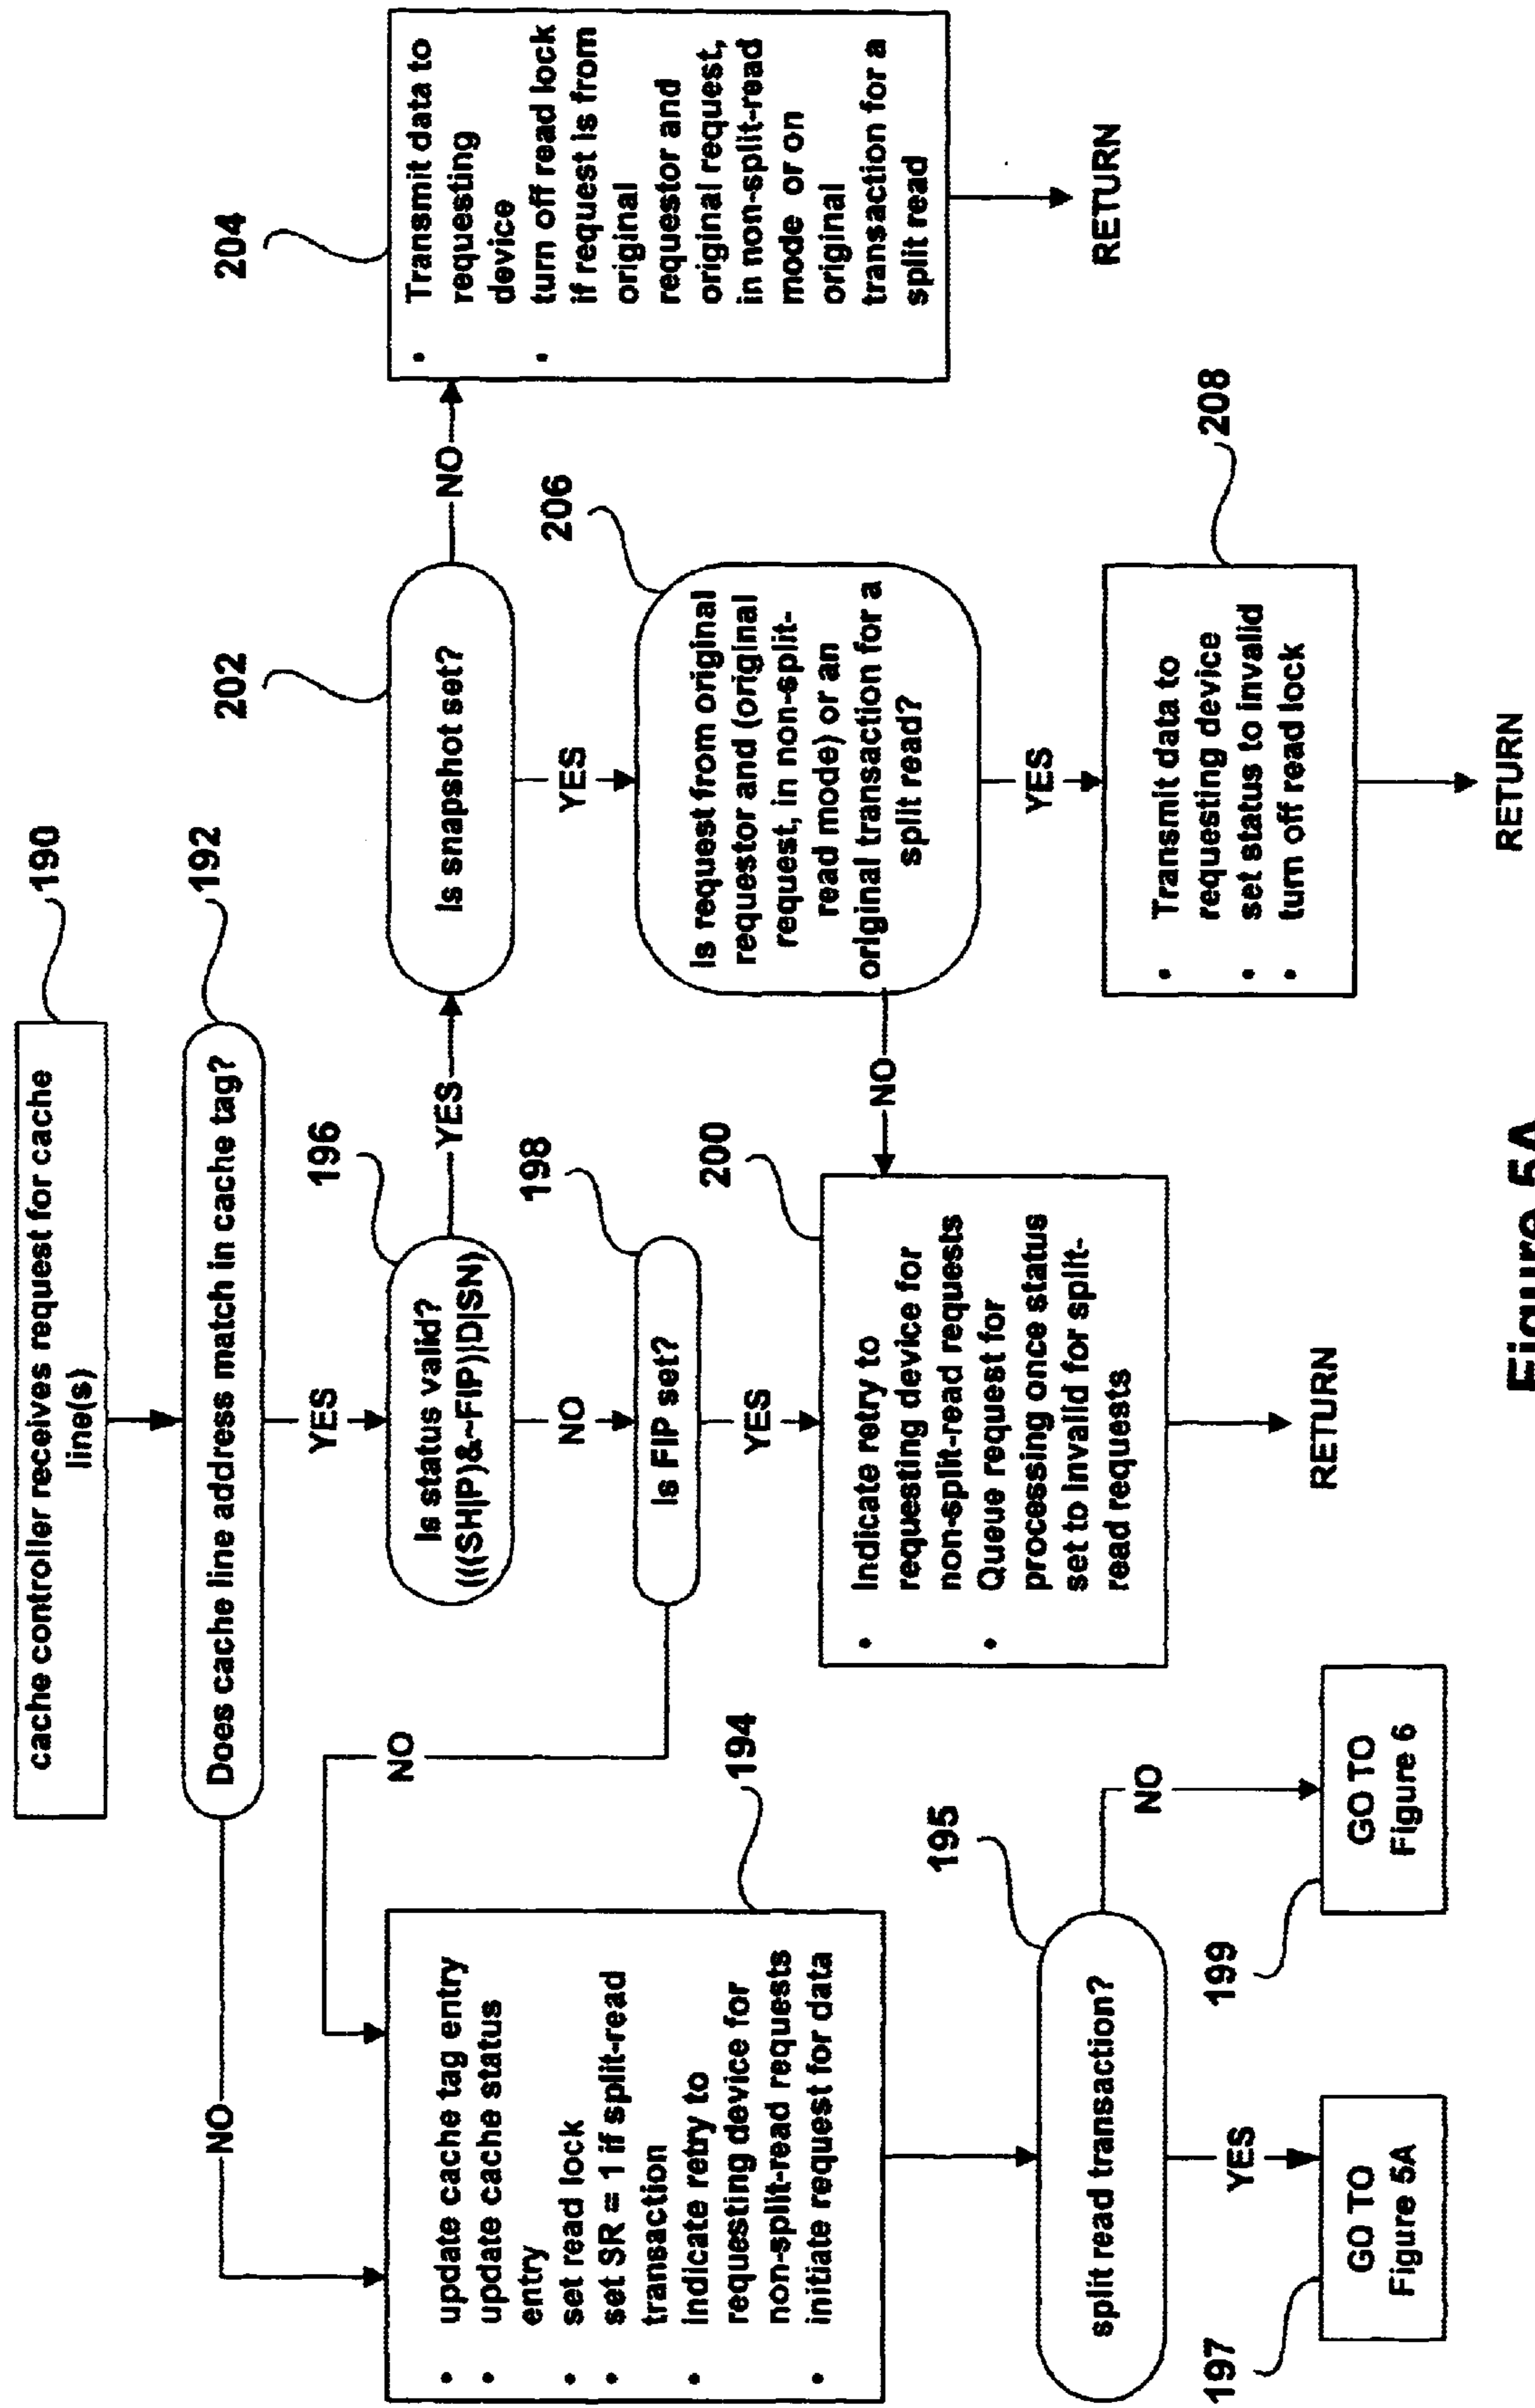 cache controller receives request for cache
line(s)
190
Does cache line address match in cache tag?
192
YES
NO
Is status valid?
(((SH|P)&~FIP)|D|SN)
196
YES
NO
Is snapshot set?
202
NO
YES
• Transmit data to
requesting
device
• turn off read lock
if request is from
original
requestor and
original request,
in non-split-read
mode or on
original
transaction for a
split read
204
RETURN
Is FIP set?
198
NO
YES
Is request from original
requestor and (original
request, in non-split-
read mode) or an
original transaction for a
split read?
206
NO
YES
• update cache tag entry
• update cache status
entry
• set read lock
• set SR = 1 if split-read
transaction
• indicate retry to
requesting device for
non-split-read requests
• initiate request for data
194
• Indicate retry to
requesting device for
non-split-read requests
• Queue request for
processing once status
set to Invalid for split-
read requests
200
RETURN
• Transmit data to
requesting device
• set status to invalid
• turn off read lock
208
RETURN
split read transaction?
195
YES
NO
GO TO
Figure 5A
197
GO TO
Figure 6
199
Figure 5A